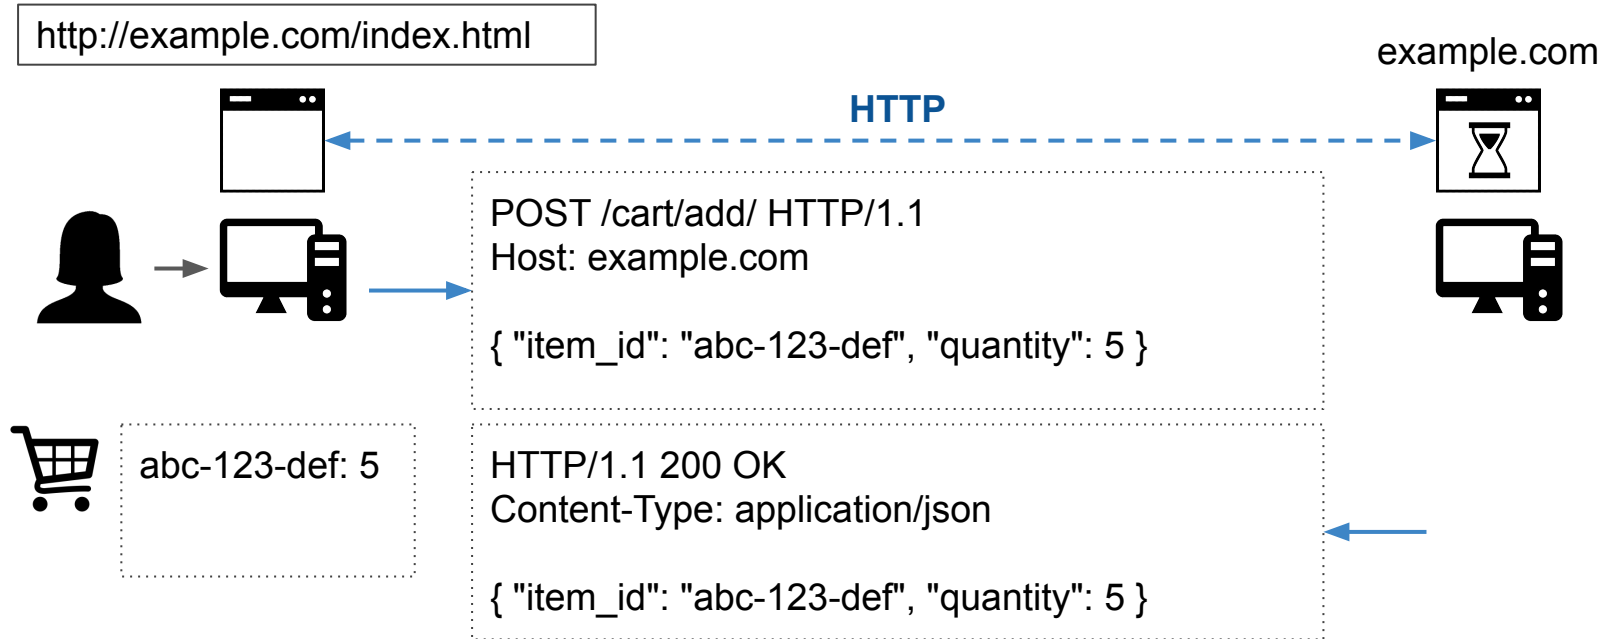 http://example.com/index.html
example.com
HTTP
POST /cart/add/ HTTP/1.1
Host: example.com
{ "item_id": "abc-123-def", "quantity": 5 }
abc-123-def: 5
HTTP/1.1 200 OK
Content-Type: application/json
{ "item_id": "abc-123-def", "quantity": 5 }